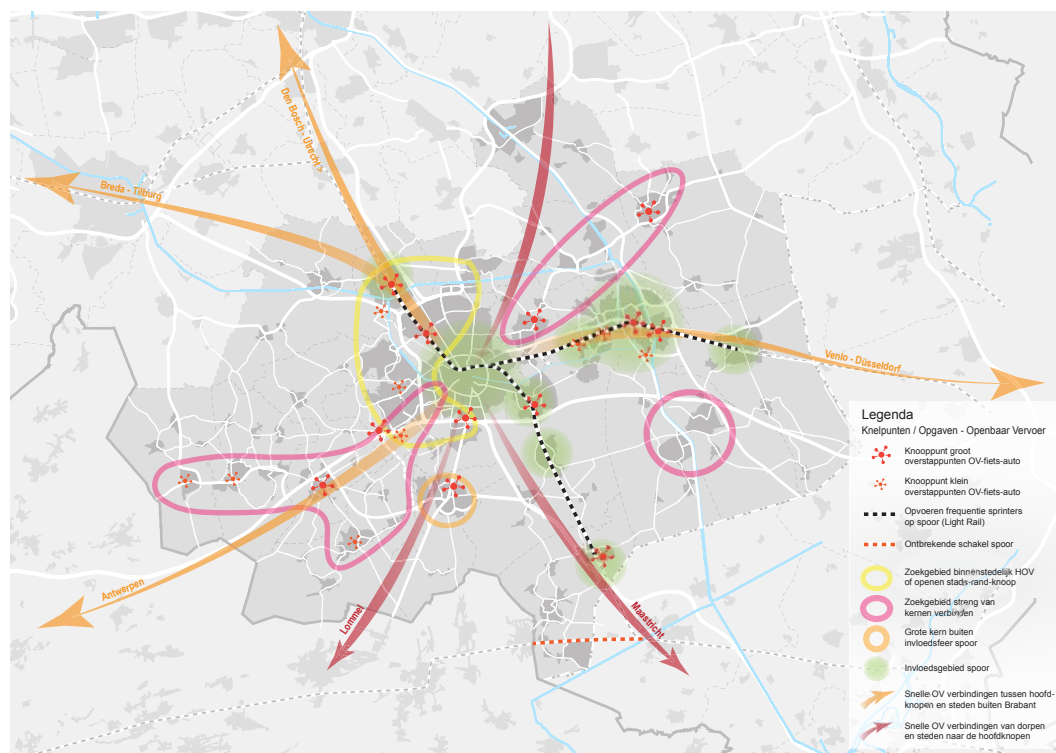 Den Bosch - Utrecht >
Breda - Tilburg
Venlo - Düsseldorf
Antwerpen
Lommel
Maastricht
Legenda
Knelpunten / Opgaven - Openbaar Vervoer
Knooppunt groot
overstappunten OV-fiets-auto
Knooppunt klein
overstappunten OV-fiets-auto
Opvoeren frequentie sprinters
op spoor (Light Rail)
Ontbrekende schakel spoor
Zoekgebied binnenstedelijk HOV
of openen stads-rand-knoop
Zoekgebied streng van
kernen verbinden
Grote kern buiten
invloedsfeer spoor
Invloedsgebied spoor
Snelle OV verbindingen tussen hoofd-
knopen en steden buiten Brabant
Snelle OV verbindingen van dorpen
en steden naar de hoofdknopen